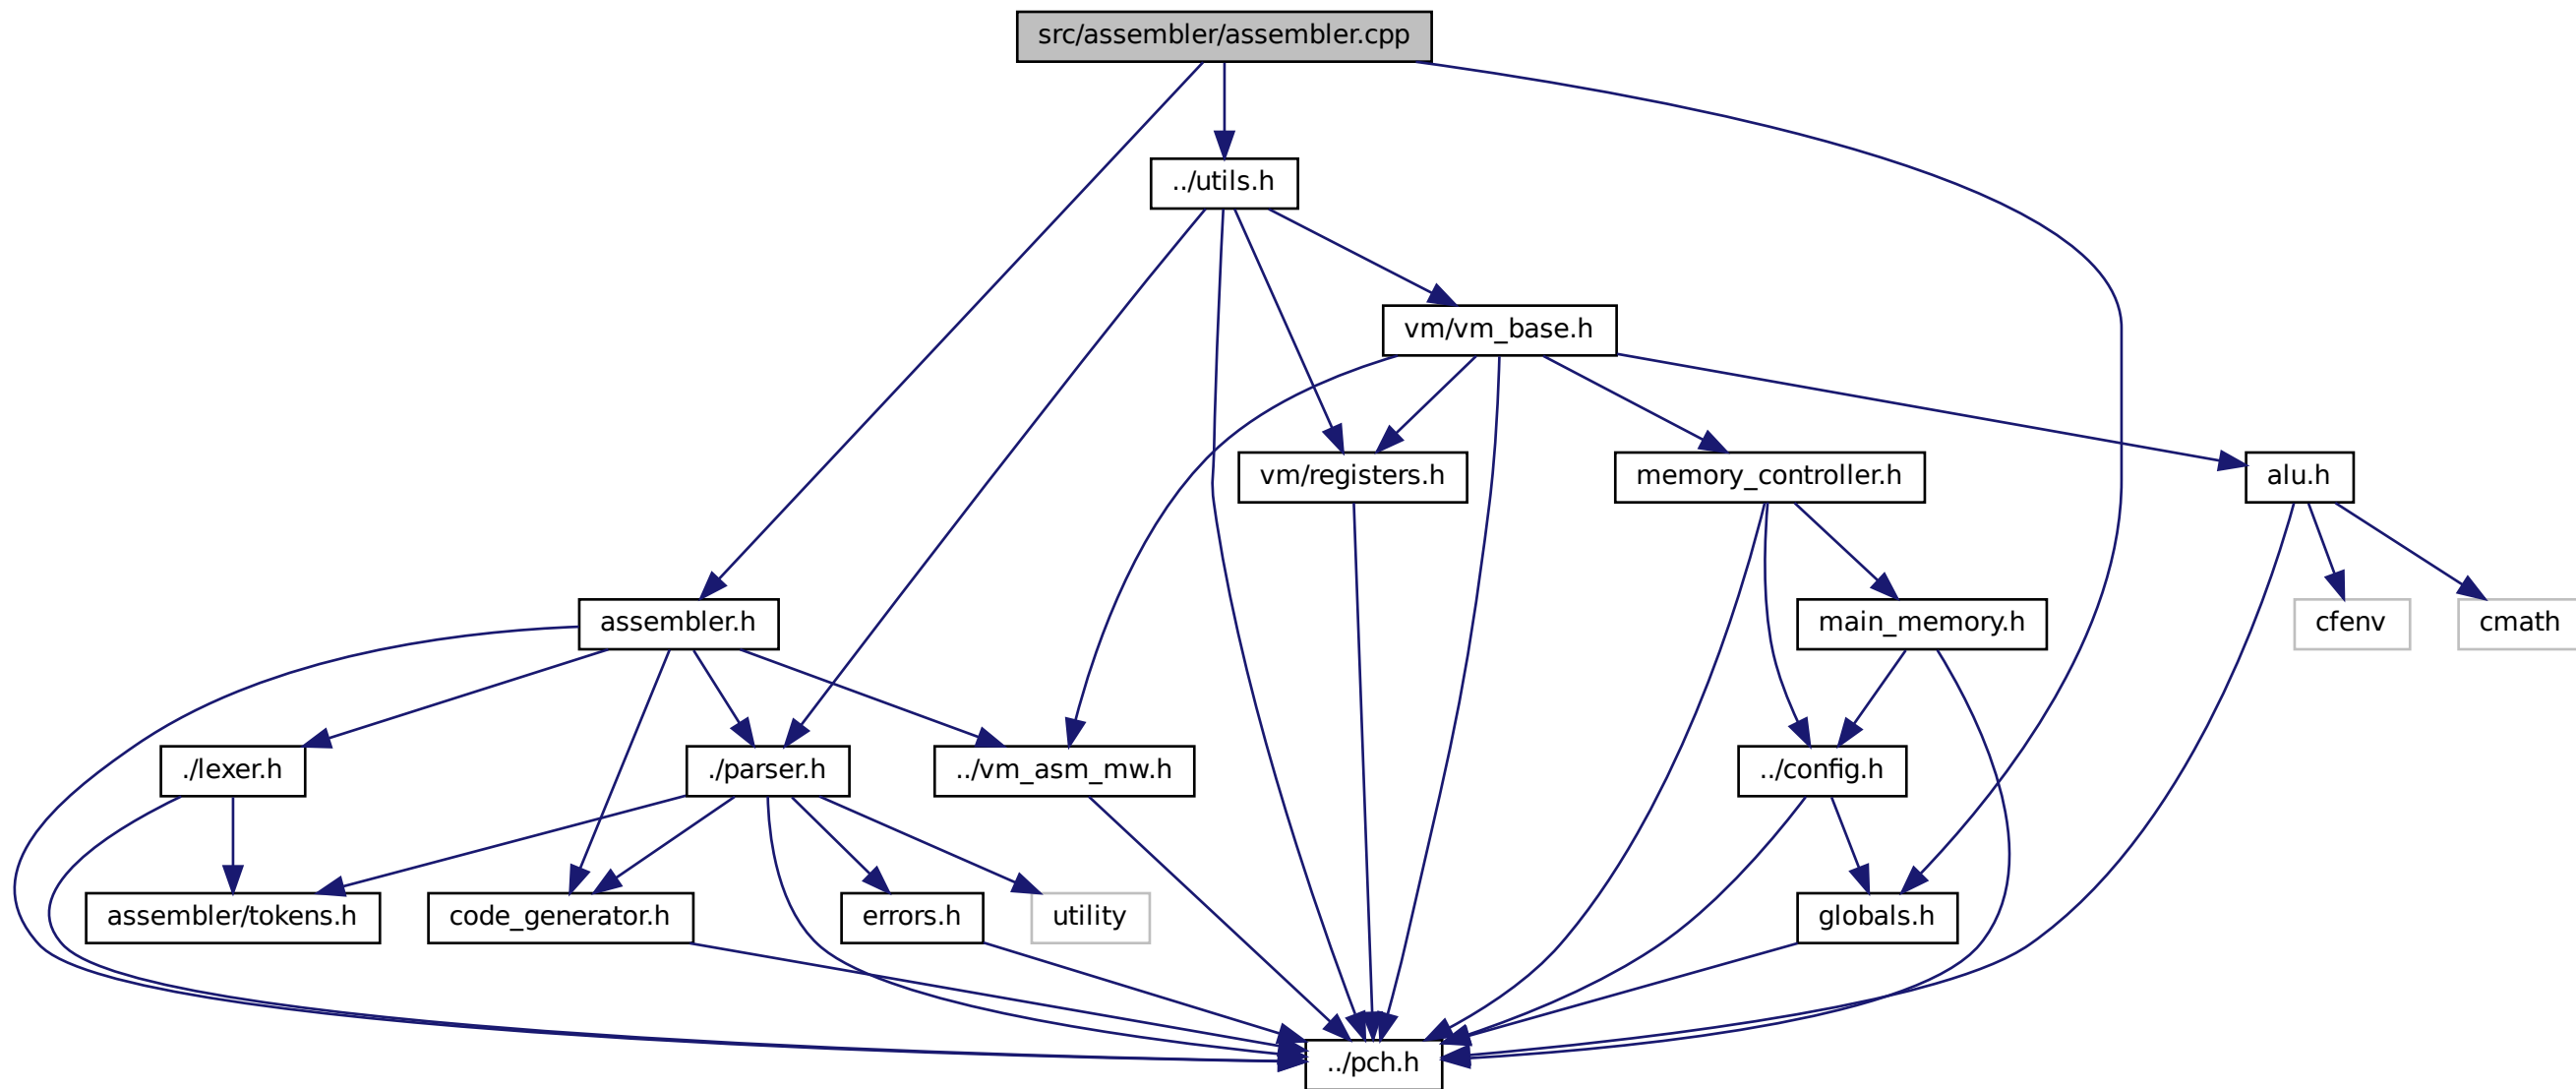 src/assembler/assembler.cpp
../utils.h
vm/vm_base.h
vm/registers.h
memory_controller.h
alu.h
assembler.h
main_memory.h
cfenv
cmath
./lexer.h
./parser.h
../vm_asm_mw.h
../config.h
assembler/tokens.h
code_generator.h
errors.h
utility
globals.h
../pch.h